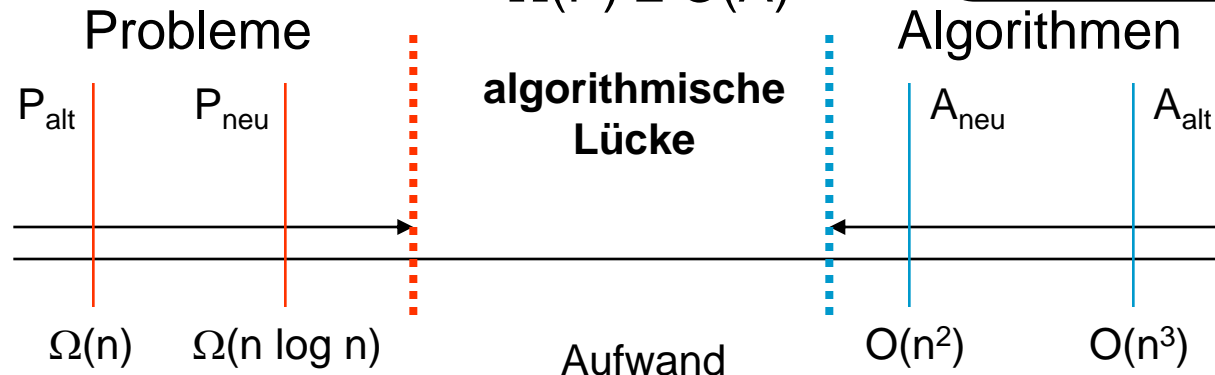 Probleme
Algorithmen
P_alt
P_neu
algorithmische
Lücke
A_neu
A_alt
Ω(n)
Ω(n log n)
Aufwand
O(n²)
O(n³)